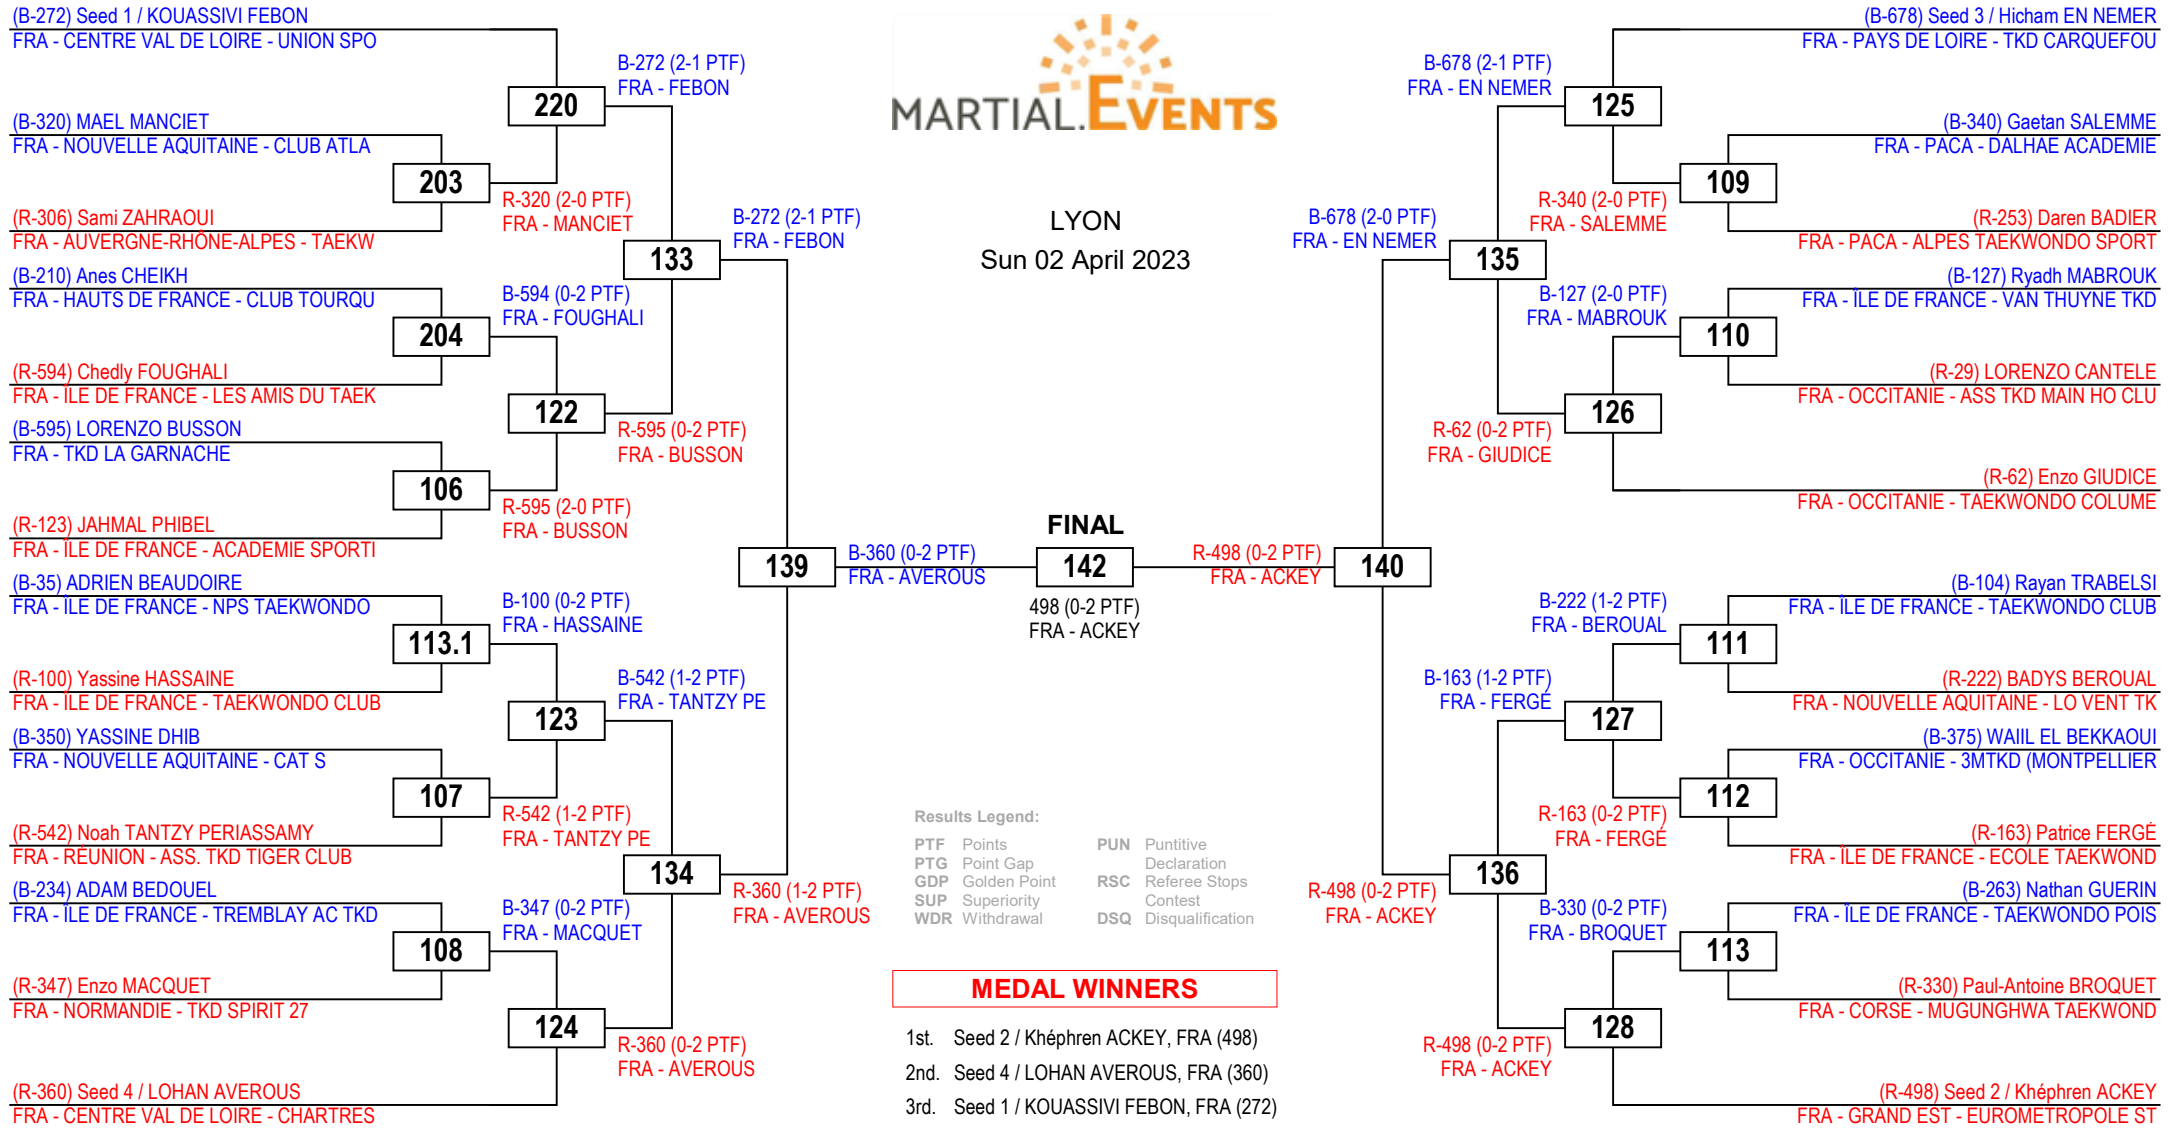 (B-272) Seed 1 / KOUASSIVI FEBON
FRA - CENTRE VAL DE LOIRE - UNION SPO
(B-320) MAEL MANCIET
FRA - NOUVELLE AQUITAINE - CLUB ATLA
(R-306) Sami ZAHRAOUI
FRA - AUVERGNE-RHÔNE-ALPES - TAEKW
(B-210) Anes CHEIKH
FRA - HAUTS DE FRANCE - CLUB TOURQU
(R-594) Chedly FOUGHALI
FRA - ÎLE DE FRANCE - LES AMIS DU TAEK
(B-595) LORENZO BUSSON
FRA - TKD LA GARNACHE
(R-123) JAHMAL PHIBEL
FRA - ÎLE DE FRANCE - ACADEMIE SPORTI
(B-35) ADRIEN BEAUDOIRE
FRA - ÎLE DE FRANCE - NPS TAEKWONDO
(R-100) Yassine HASSAINE
FRA - ÎLE DE FRANCE - TAEKWONDO CLUB
(B-350) YASSINE DHIB
FRA - NOUVELLE AQUITAINE - CAT S
(R-542) Noah TANTZY PERIASSAMY
FRA - RÉUNION - ASS. TKD TIGER CLUB
(B-234) ADAM BEDOUEL
FRA - ÎLE DE FRANCE - TREMBLAY AC TKD
(R-347) Enzo MACQUET
FRA - NORMANDIE - TKD SPIRIT 27
(R-360) Seed 4 / LOHAN AVEROUS
FRA - CENTRE VAL DE LOIRE - CHARTRES
203
204
106
113.1
107
108
R-320 (2-0 PTF)
FRA - MANCIET
B-594 (0-2 PTF)
FRA - FOUGHALI
R-595 (2-0 PTF)
FRA - BUSSON
B-100 (0-2 PTF)
FRA - HASSAINE
R-542 (1-2 PTF)
FRA - TANTZY PE
B-347 (0-2 PTF)
FRA - MACQUET
220
122
123
124
B-272 (2-1 PTF)
FRA - FEBON
R-595 (0-2 PTF)
FRA - BUSSON
B-542 (1-2 PTF)
FRA - TANTZY PE
R-360 (0-2 PTF)
FRA - AVEROUS
133
134
B-272 (2-1 PTF)
FRA - FEBON
R-360 (1-2 PTF)
FRA - AVEROUS
139
B-360 (0-2 PTF)
FRA - AVEROUS
MARTIAL.EVENTS
LYON
Sun 02 April 2023
FINAL
142
498 (0-2 PTF)
FRA - ACKEY
Results Legend:
PTF Points
PTG Point Gap
GDP Golden Point
SUP Superiority
WDR Withdrawal
PUN Puntitive
Declaration
RSC Referee Stops
Contest
DSQ Disqualification
MEDAL WINNERS
1st. Seed 2 / Khéphren ACKEY, FRA (498)
2nd. Seed 4 / LOHAN AVEROUS, FRA (360)
3rd. Seed 1 / KOUASSIVI FEBON, FRA (272)
R-498 (0-2 PTF)
FRA - ACKEY
140
B-678 (2-0 PTF)
FRA - EN NEMER
R-498 (0-2 PTF)
FRA - ACKEY
135
136
B-678 (2-1 PTF)
FRA - EN NEMER
R-62 (0-2 PTF)
FRA - GIUDICE
B-163 (1-2 PTF)
FRA - FERGÉ
R-498 (0-2 PTF)
FRA - ACKEY
125
126
127
128
R-340 (2-0 PTF)
FRA - SALEMME
B-127 (2-0 PTF)
FRA - MABROUK
B-222 (1-2 PTF)
FRA - BEROUAL
R-163 (0-2 PTF)
FRA - FERGÉ
B-330 (0-2 PTF)
FRA - BROQUET
109
110
111
112
113
(B-678) Seed 3 / Hicham EN NEMER
FRA - PAYS DE LOIRE - TKD CARQUEFOU
(B-340) Gaetan SALEMME
FRA - PACA - DALHAE ACADEMIE
(R-253) Daren BADIER
FRA - PACA - ALPES TAEKWONDO SPORT
(B-127) Ryadh MABROUK
FRA - ÎLE DE FRANCE - VAN THUYNE TKD
(R-29) LORENZO CANTELE
FRA - OCCITANIE - ASS TKD MAIN HO CLU
(R-62) Enzo GIUDICE
FRA - OCCITANIE - TAEKWONDO COLUME
(B-104) Rayan TRABELSI
FRA - ÎLE DE FRANCE - TAEKWONDO CLUB
(R-222) BADYS BEROUAL
FRA - NOUVELLE AQUITAINE - LO VENT TK
(B-375) WAIIL EL BEKKAOUI
FRA - OCCITANIE - 3MTKD (MONTPELLIER
(R-163) Patrice FERGÉ
FRA - ÎLE DE FRANCE - ECOLE TAEKWOND
(B-263) Nathan GUERIN
FRA - ÎLE DE FRANCE - TAEKWONDO POIS
(R-330) Paul-Antoine BROQUET
FRA - CORSE - MUGUNGHWA TAEKWOND
(R-498) Seed 2 / Khéphren ACKEY
FRA - GRAND EST - EUROMETROPOLE ST